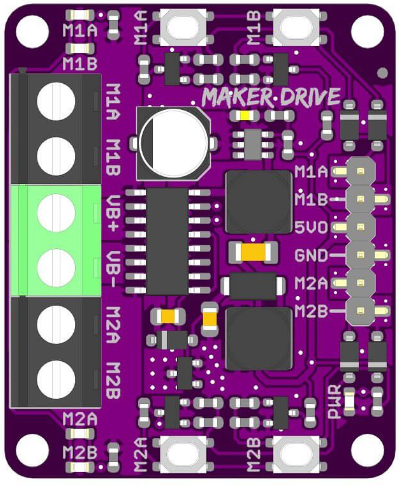 M1A
M1B
M1A
M1B
MAKER DRIVE
M1A
M1B
VB+
VB-
M2A
M2B
M1A
M1B
5VO
GND
M2A
M2B
PWR
M2A
M2B
M2A
M2B